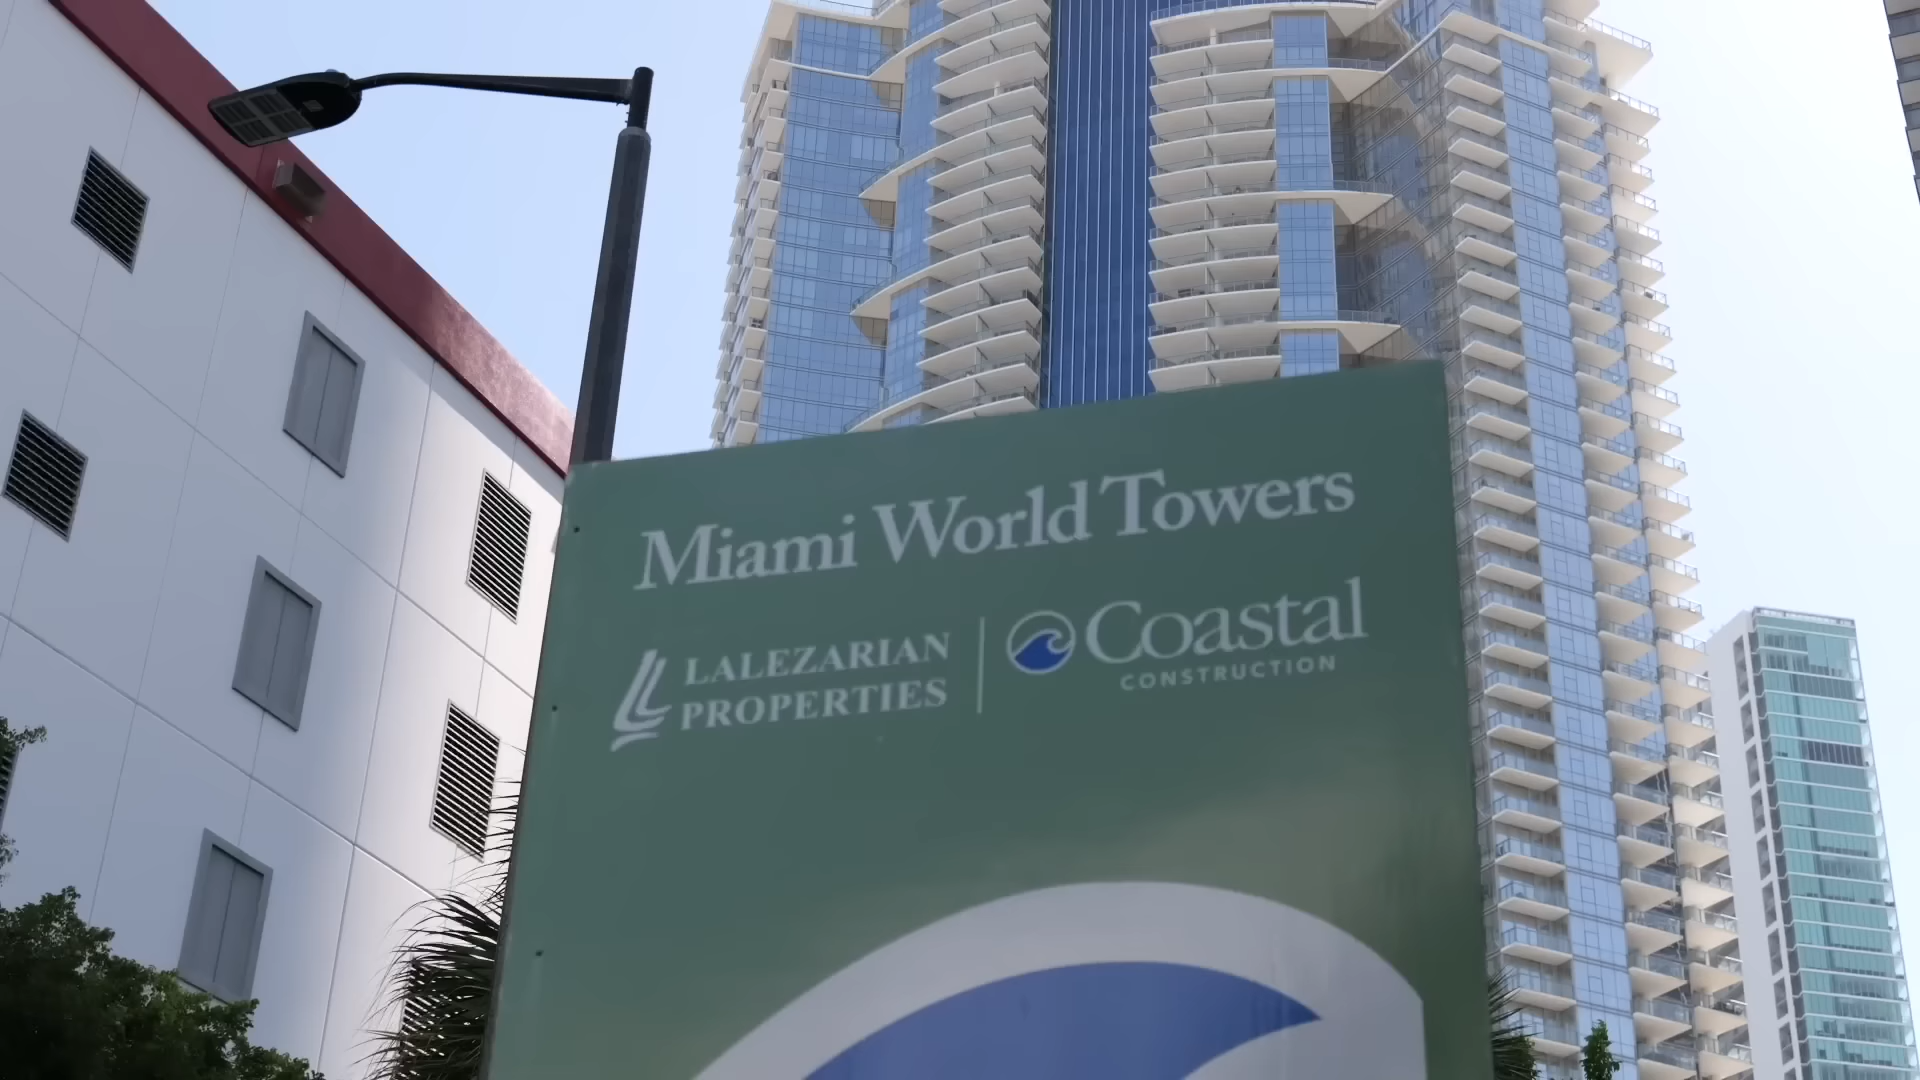 Miami World Towers
LALEZARIAN
PROPERTIES
Coastal
CONSTRUCTION